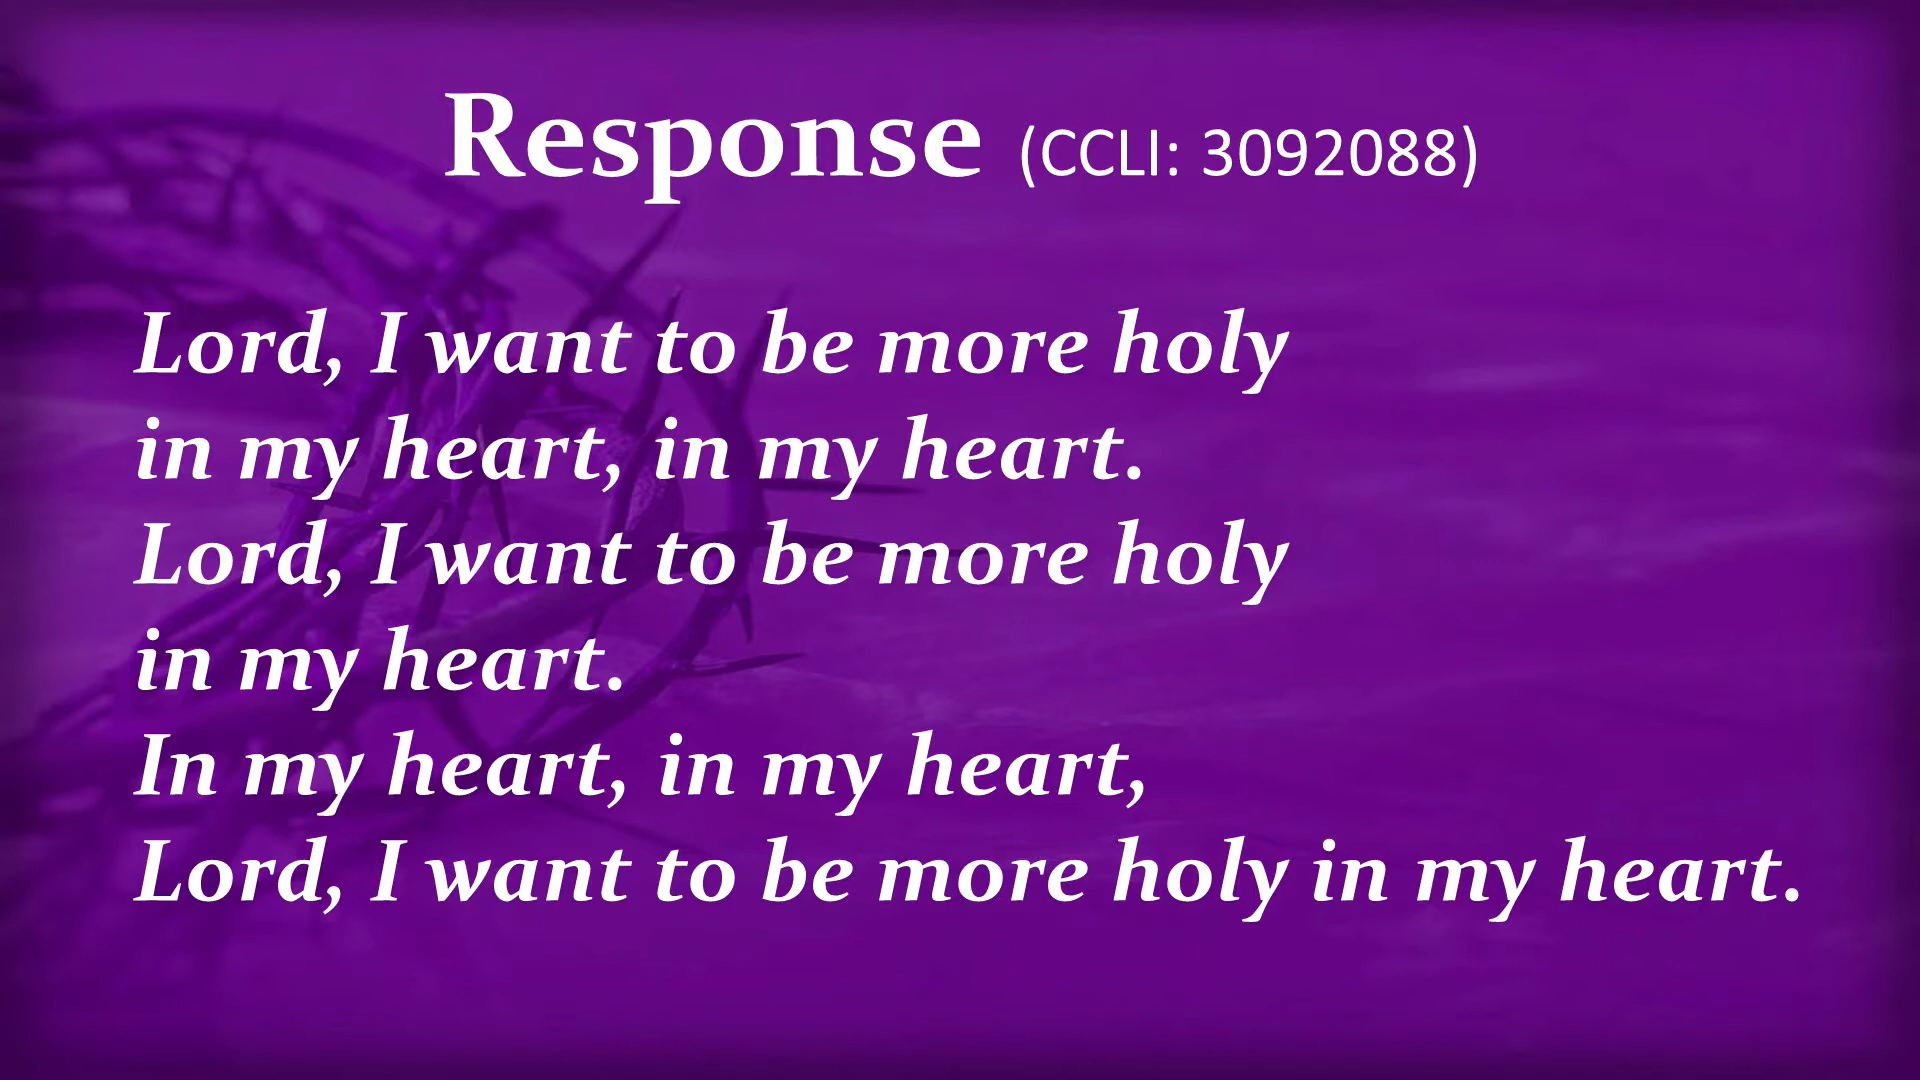 Response (CCLI: 3092088)
Lord, I want to be more holy
in my heart, in my heart.
Lord, I want to be more holy
in my heart.
In my heart, in my heart,
Lord, I want to be more holy in my heart.